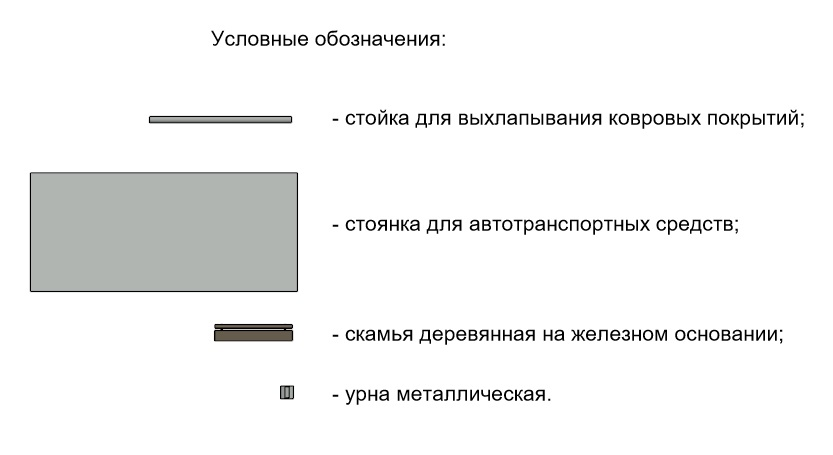 Условные обозначения:
- стойка для выхлапывания ковровых покрытий;
- стоянка для автотранспортных средств;
- скамья деревянная на железном основании;
- урна металлическая.